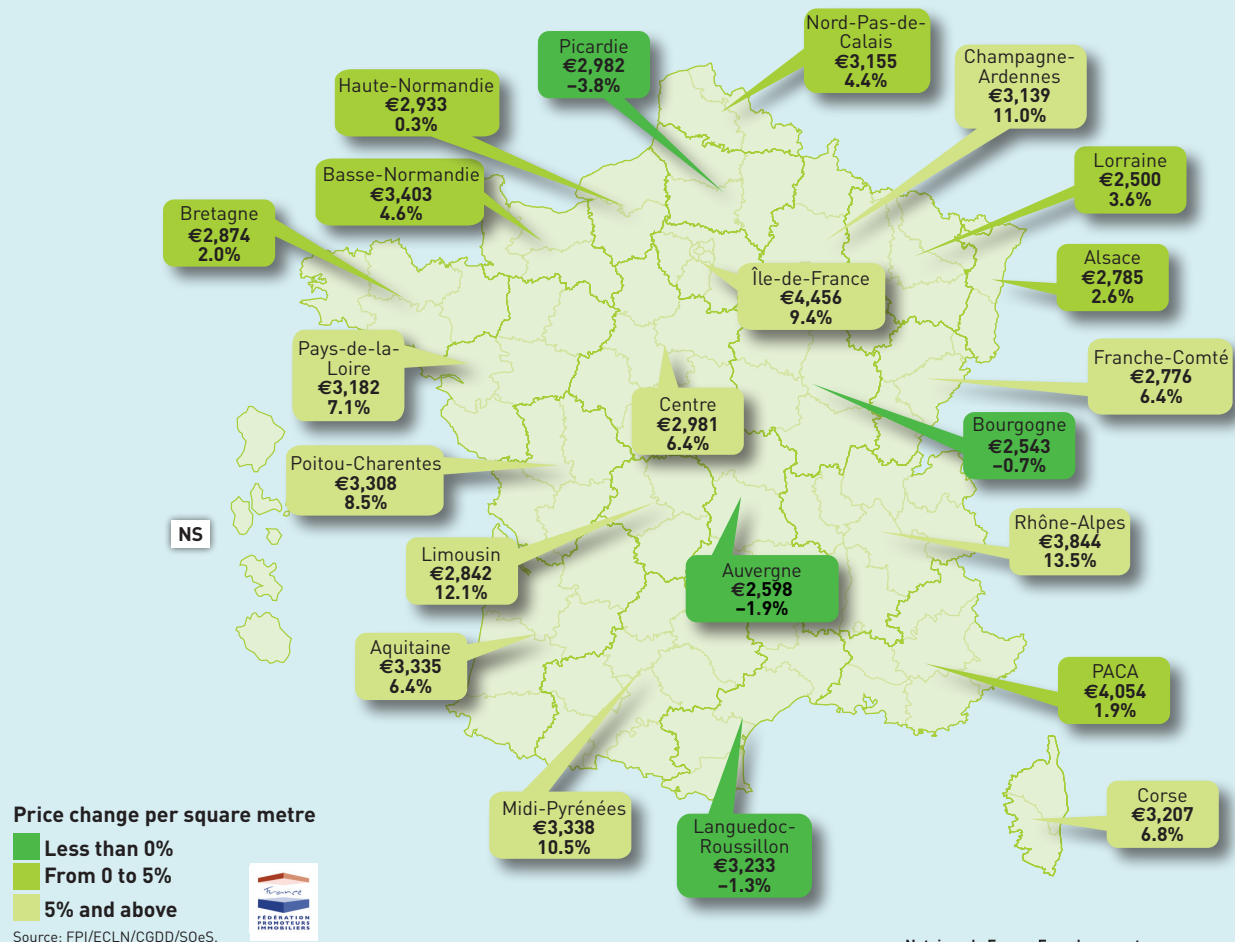 Nord-Pas-de-
Calais
€3,155
4.4%
Picardie
€2,982
–3.8%
Champagne-
Ardennes
€3,139
11.0%
Haute-Normandie
€2,933
0.3%
Lorraine
€2,500
3.6%
Basse-Normandie
€3,403
4.6%
Bretagne
€2,874
2.0%
Alsace
€2,785
2.6%
Île-de-France
€4,456
9.4%
Pays-de-la-
Loire
€3,182
7.1%
Franche-Comté
€2,776
6.4%
Centre
€2,981
6.4%
Bourgogne
€2,543
–0.7%
Poitou-Charentes
€3,308
8.5%
NS
Rhône-Alpes
€3,844
13.5%
Limousin
€2,842
12.1%
Auvergne
€2,598
–1.9%
Aquitaine
€3,335
6.4%
PACA
€4,054
1.9%
Midi-Pyrénées
€3,338
10.5%
Languedoc-
Roussillon
€3,233
–1.3%
Corse
€3,207
6.8%
Price change per square metre
Less than 0%
From 0 to 5%
5% and above
France
FÉDÉRATION
PROMOTEURS
IMMOBILIERS
Source: FPI/ECLN/CGDD/SOeS.